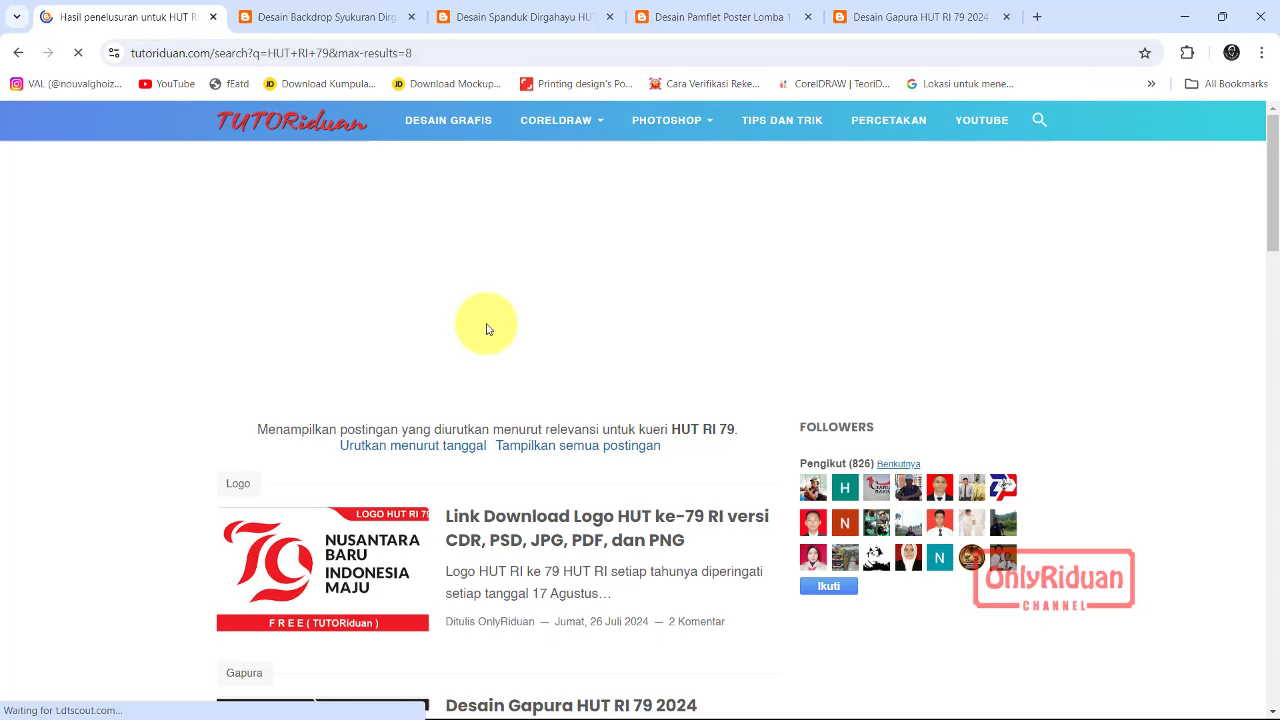 Hasil penelusuran untuk kueri H
Desain Backdrop Syukuran Dirg
Desain Spanduk Dirgahayu HUT
Desain Pamflet Poster Lomba 1
Desain Gapura HUT RI 79 2024
tutoriduan.com/search?q=HUT+RI+79&max-results=8
VAL (@nouvalghoiz...
YouTube
fEatd
Download Kumpula...
Download Mockup...
Printing design's Po...
Cara Verifikasi Reke...
CorelDRAW | TeoriD...
Lokasi untuk mene...
All Bookmarks
TUTORiduan
DESAIN GRAFIS
CORELDRAW
PHOTOSHOP
TIPS DAN TRIK
PERCETAKAN
YOUTUBE
Menampilkan postingan yang diurutkan menurut relevansi untuk kueri HUT RI 79.
Urutkan menurut tanggal Tampilkan semua postingan
Logo
LOGO HUT RI 79
NUSANTARA
BARU
INDONESIA
MAJU
F R E E ( TUTORiduan )
Link Download Logo HUT ke-79 RI versi
CDR, PSD, JPG, PDF, dan PNG
Logo HUT RI ke 79 HUT RI setiap tahunya diperingati
setiap tanggal 17 Agustus…
Ditulis OnlyRiduan — Jumat, 26 Juli 2024 — 2 Komentar
Gapura
Desain Gapura HUT RI 79 2024
FOLLOWERS
Pengikut (826) Berikutnya
H
N
N
Ikuti
OnlyRiduan
CHANNEL
Waiting for t.dtscout.com...